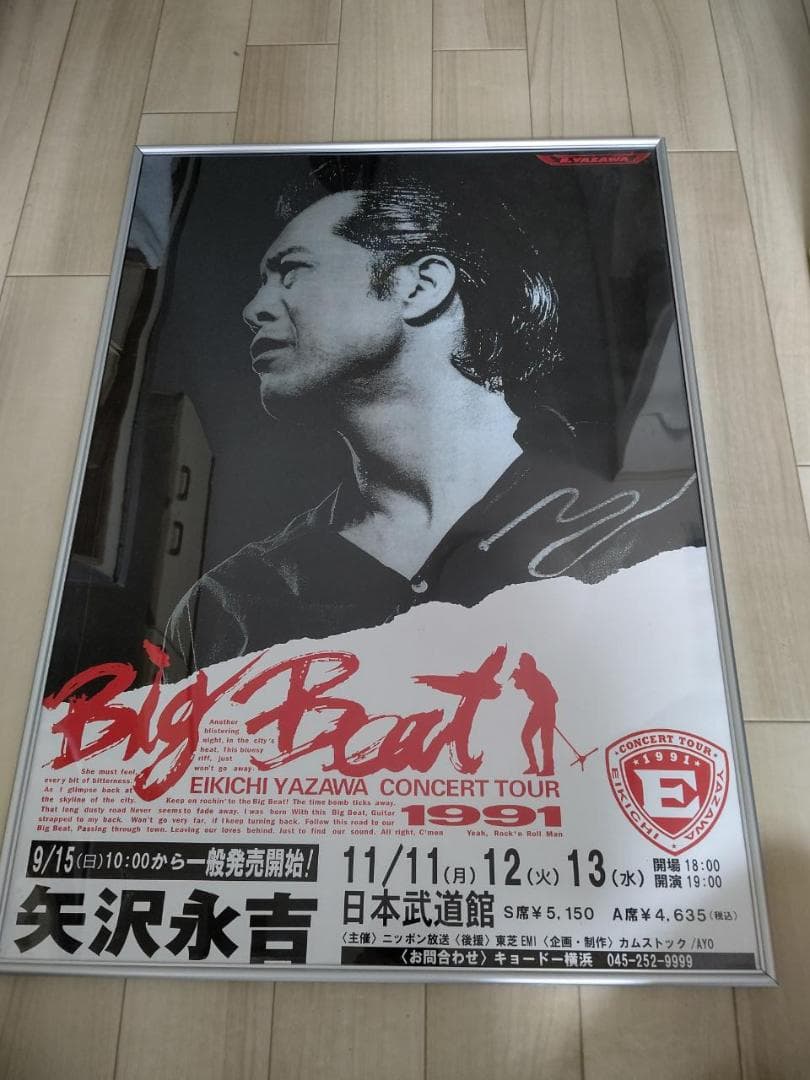 E.YAZAWA
Big Beat
Another
blistering
night, in the city's
heat. This bluesy
riff, just
won't go away.
She must feel
every bit of bitterness.
As I glimpse back at
the skyline of the city.
That long dusty road Never
strapped to my back.
Big Beat, Passing through town.
EIKICHI YAZAWA CONCERT TOUR
1991
Keep on rockin' to the Big Beat! The time bomb ticks away.
seems to fade away. I was born With this Big Beat, Guitar
Won't go very far, if I keep turning back. Follow this road to our
Leaving our loves behind. Just to find our sound. All right, C'mon
Yeah, Rock'n Roll Man
CONCERT TOUR
1991
E
EIKICHI YAZAWA
9/15(日)10:00から一般発売開始!
矢沢永吉
11/11(月)12(火)13(水)
開場 18:00
開演 19:00
日本武道館 S席¥5,150 A席¥4,635(税込)
〈主催〉ニッポン放送〈後援〉東芝EMI〈企画・制作〉カムストック/AYO
〈お問合わせ〉キョードー横浜 045-252-9999